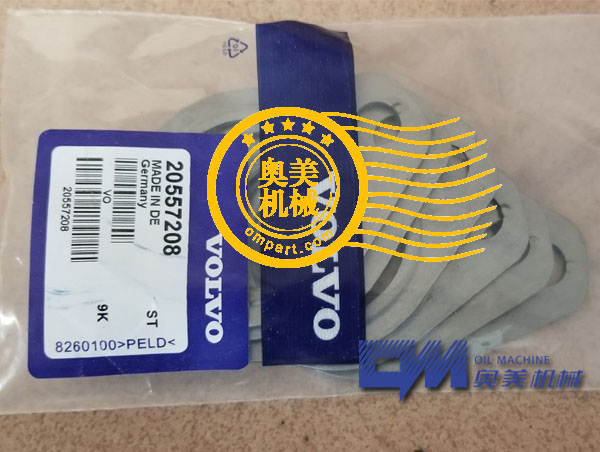 20557208
MADE IN DE
Germany
VO
20557208
ST
9K
8260100>PELD<
VOLVO
VOLVO
奥美
机械
ompart.com
OIL MACHINE
奥美机械